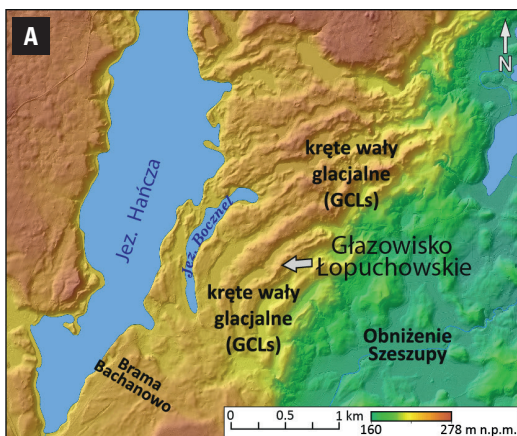 A
N
kręte wały
glacjalne
(GCLs)
Jez. Hańcza
Jez. Boczniel
Głazowisko
Łopuchowskie
kręte wały
glacjalne
(GCLs)
Obniżenie
Szeszupy
Brama
Bachanowo
0 0.5 1 km
160 278 m n.p.m.